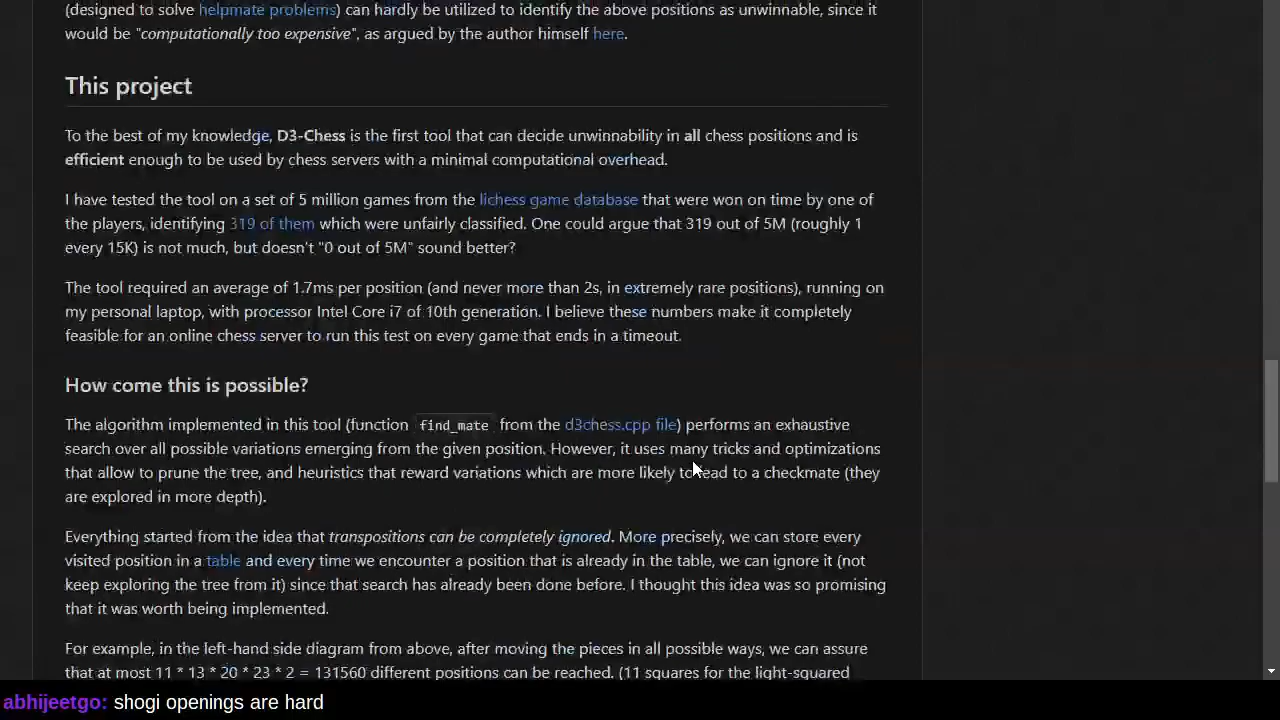 (designed to solve helpmate problems) can hardly be utilized to identify the above positions as unwinnable, since it
would be "computationally too expensive", as argued by the author himself here.
This project
To the best of my knowledge, D3-Chess is the first tool that can decide unwinnability in all chess positions and is
efficient enough to be used by chess servers with a minimal computational overhead.
I have tested the tool on a set of 5 million games from the lichess game database that were won on time by one of
the players, identifying 319 of them which were unfairly classified. One could argue that 319 out of 5M (roughly 1
every 15K) is not much, but doesn't "0 out of 5M" sound better?
The tool required an average of 1.7ms per position (and never more than 2s, in extremely rare positions), running on
my personal laptop, with processor Intel Core i7 of 10th generation. I believe these numbers make it completely
feasible for an online chess server to run this test on every game that ends in a timeout.
How come this is possible?
The algorithm implemented in this tool (function find_mate from the d3chess.cpp file) performs an exhaustive
search over all possible variations emerging from the given position. However, it uses many tricks and optimizations
that allow to prune the tree, and heuristics that reward variations which are more likely to lead to a checkmate (they
are explored in more depth).
Everything started from the idea that transpositions can be completely ignored. More precisely, we can store every
visited position in a table and every time we encounter a position that is already in the table, we can ignore it (not
keep exploring the tree from it) since that search has already been done before. I thought this idea was so promising
that it was worth being implemented.
For example, in the left-hand side diagram from above, after moving the pieces in all possible ways, we can assure
that at most 11 * 13 * 20 * 23 * 2 = 131560 different positions can be reached. (11 squares for the light-squared
abhijeetgo: shogi openings are hard